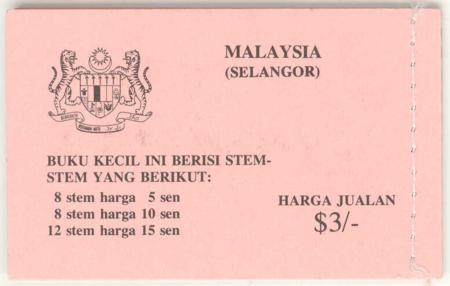 MALAYSIA
(SELANGOR)
BUKU KECIL INI BERISI STEM-
STEM YANG BERIKUT:
8 stem harga 5 sen
8 stem harga 10 sen
12 stem harga 15 sen
HARGA JUALAN
$3/-